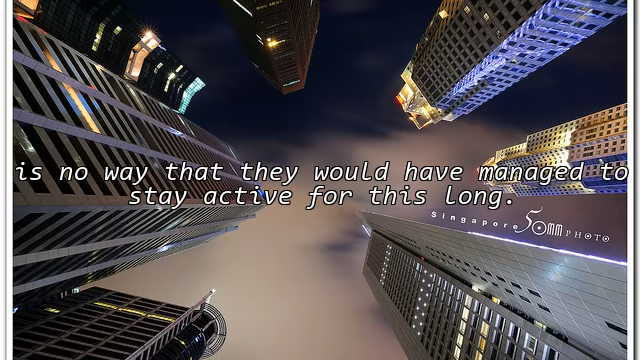 is no way that they would have managed to
stay active for this long.
Singapore 50mm PHOTO